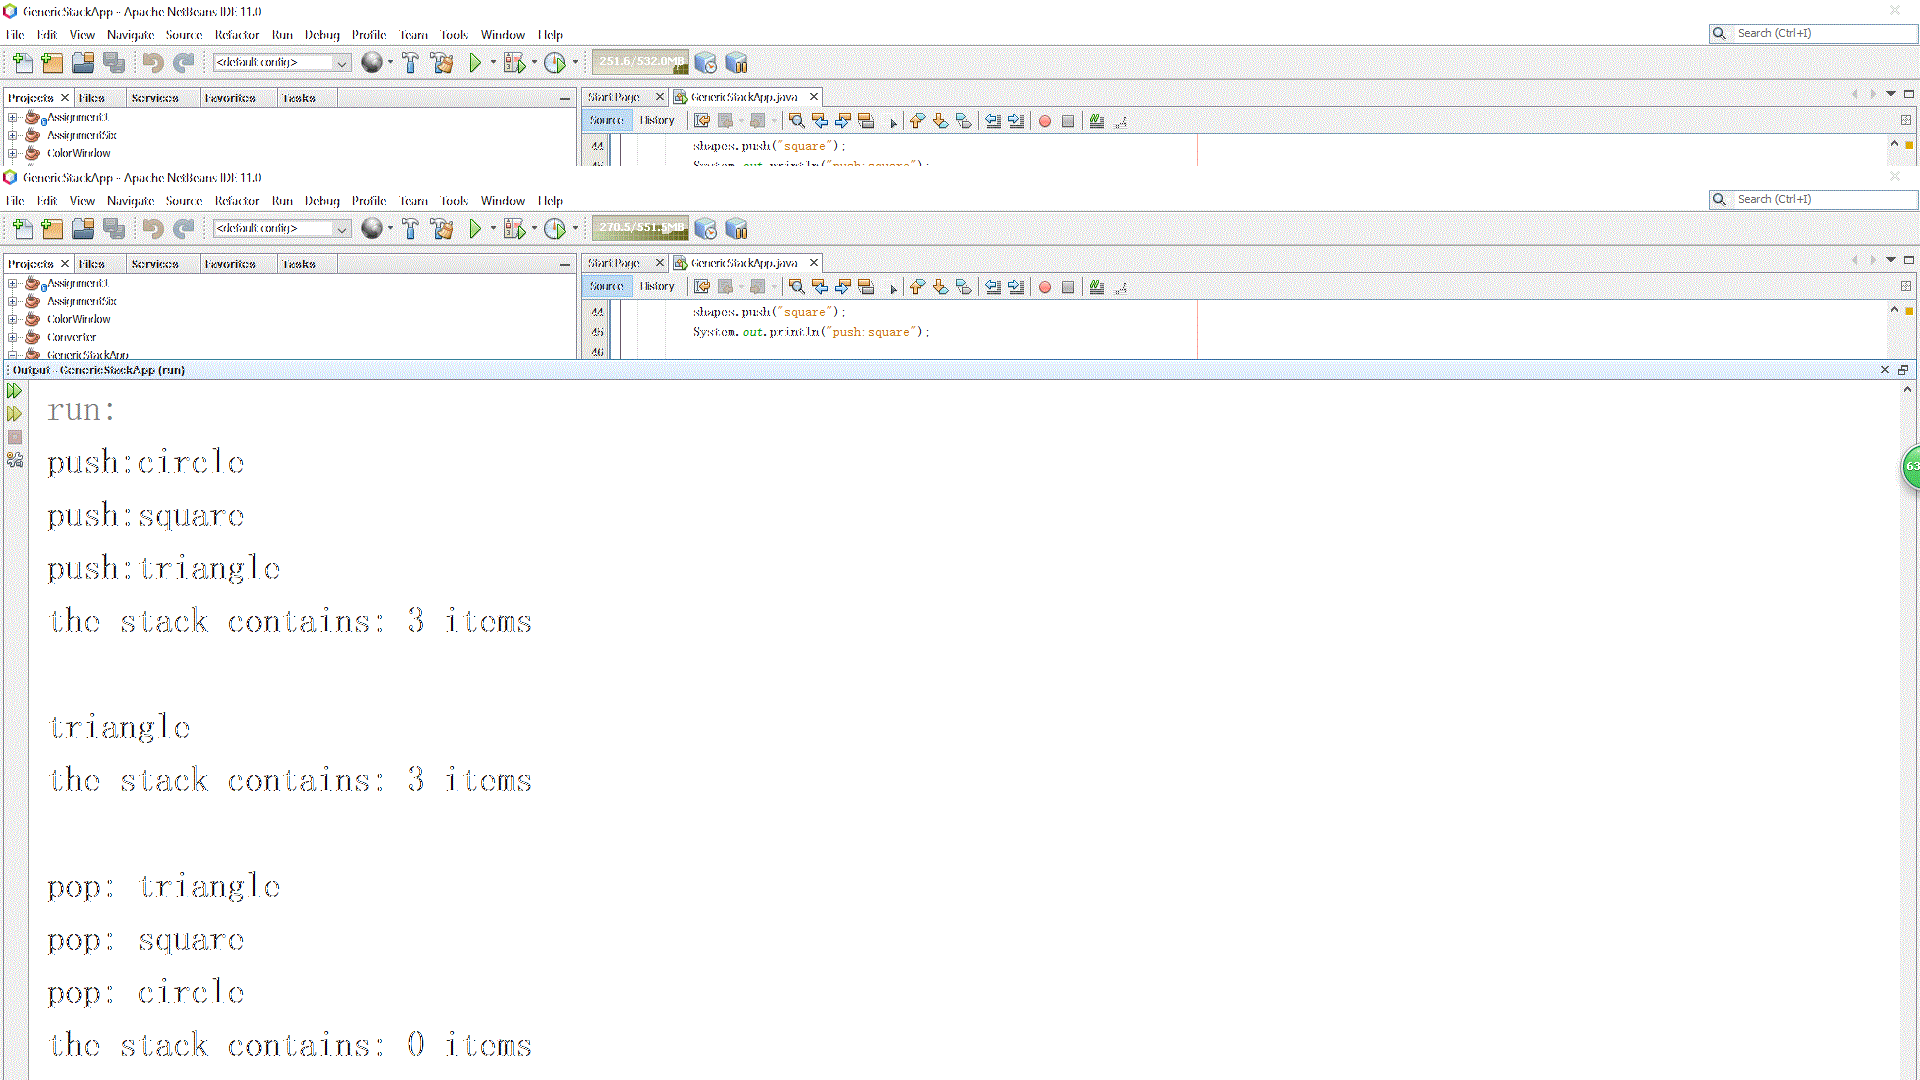 GenericStackApp - Apache NetBeans IDE 11.0
File Edit View Navigate Source Refactor Run Debug Profile Team Tools Window Help
Search (Ctrl+I)
<default config>
251.6/532.0MB
Projects Files Services Favorites Tasks
Start Page GenericStackApp.java
Source History
AssignmentSix
ColorWindow
44 shapes.push("square");
45 System.out.println("push:square");
GenericStackApp - Apache NetBeans IDE 11.0
File Edit View Navigate Source Refactor Run Debug Profile Team Tools Window Help
Search (Ctrl+I)
<default config>
270.5/551.5MB
Projects Files Services Favorites Tasks
Start Page GenericStackApp.java
Source History
AssignmentSix
ColorWindow
Converter
GenericStackApp
44 shapes.push("square");
45 System.out.println("push:square");
46
Output - GenericStackApp (run)
run:
push:circle
push:square
push:triangle
the stack contains: 3 items
triangle
the stack contains: 3 items
pop: triangle
pop: square
pop: circle
the stack contains: 0 items
63